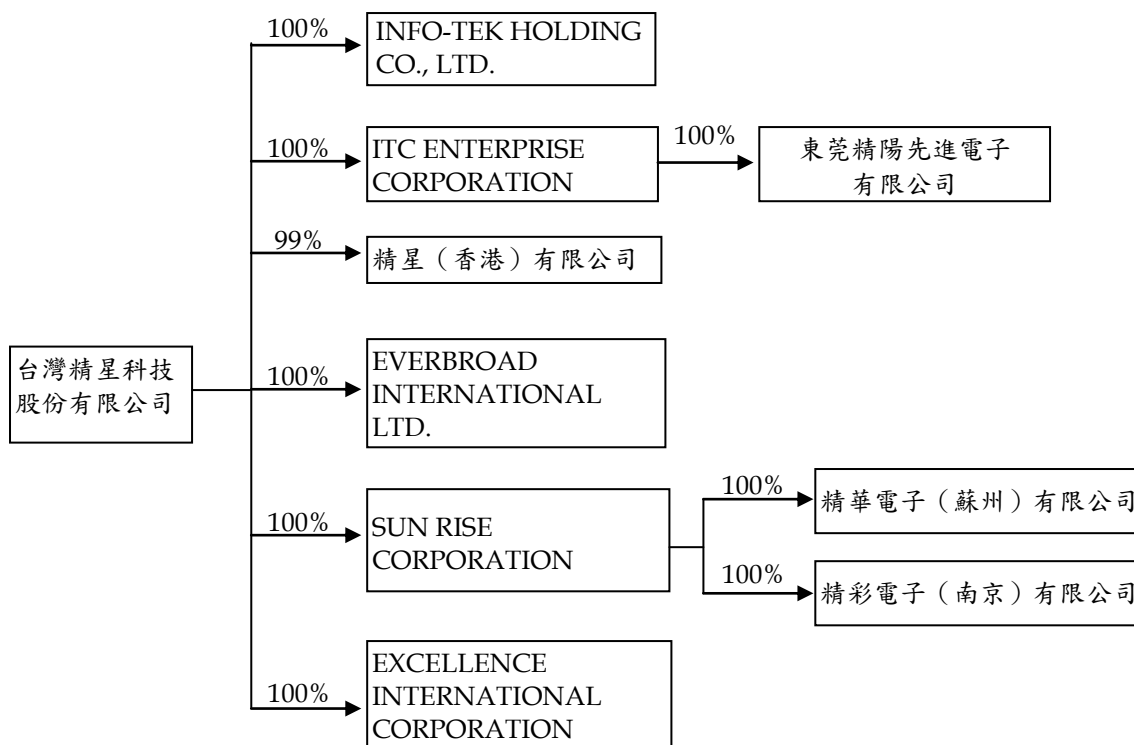 100%
INFO-TEK HOLDING
CO., LTD.
100%
ITC ENTERPRISE
CORPORATION
100%
東莞精陽先進電子
有限公司
99%
精星（香港）有限公司
台灣精星科技
股份有限公司
100%
EVERBROAD
INTERNATIONAL
LTD.
100%
SUN RISE
CORPORATION
100%
精華電子（蘇州）有限公司
100%
精彩電子（南京）有限公司
100%
EXCELLENCE
INTERNATIONAL
CORPORATION